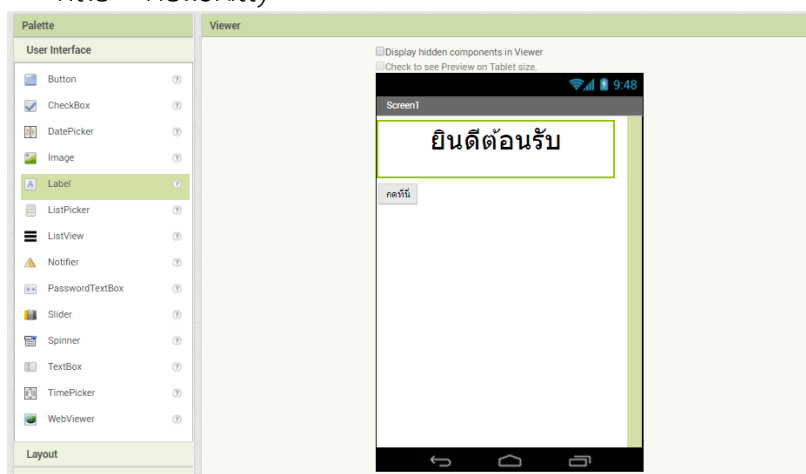 Palette
Viewer
User Interface
Display hidden components in Viewer
Check to see Preview on Tablet size.
Button
9:48
CheckBox
Screen1
DatePicker
ยินดีต้อนรับ
Image
Label
กดที่นี่
ListPicker
ListView
Notifier
PasswordTextBox
Slider
Spinner
TextBox
TimePicker
WebViewer
Layout